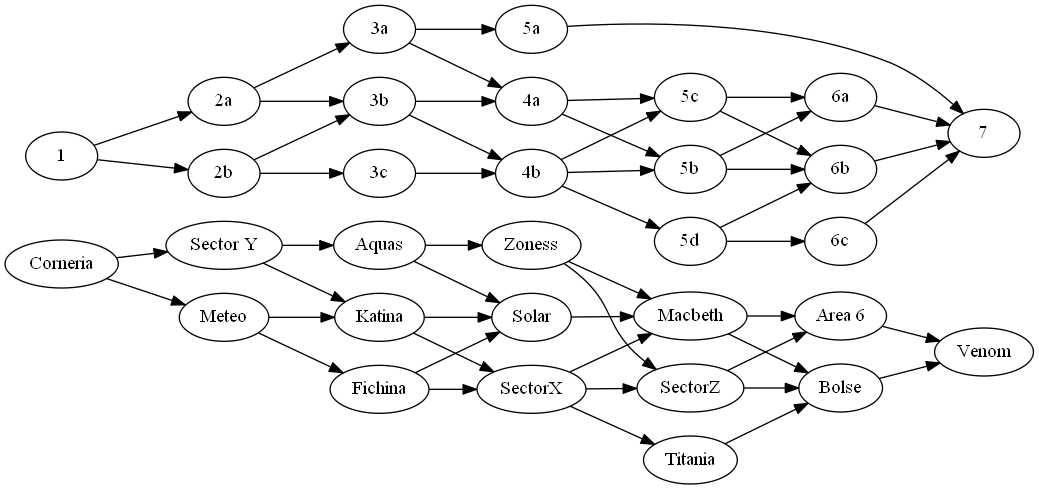 3a
5a
2a
3b
4a
5c
6a
1
7
2b
3c
4b
5b
6b
5d
6c
Corneria
Sector Y
Aquas
Zoness
Meteo
Katina
Solar
Macbeth
Area 6
Venom
Fichina
SectorX
SectorZ
Bolse
Titania